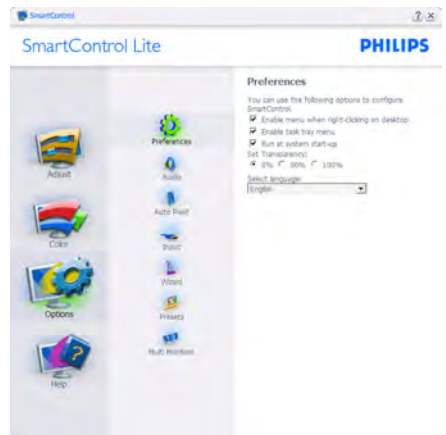 SmartControl
? x
SmartControl Lite
PHILIPS
Adjust
Color
Options
Help
Preferences
Audio
Auto Pivot
Input
Wizard
Presets
Multi Monitors
Preferences
You can use the following options to configure
SmartControl.
Enable menu when right-clicking on desktop
Enable task tray menu
Run at system start-up
Set Transparency:
0% 50% 100%
Select language:
English